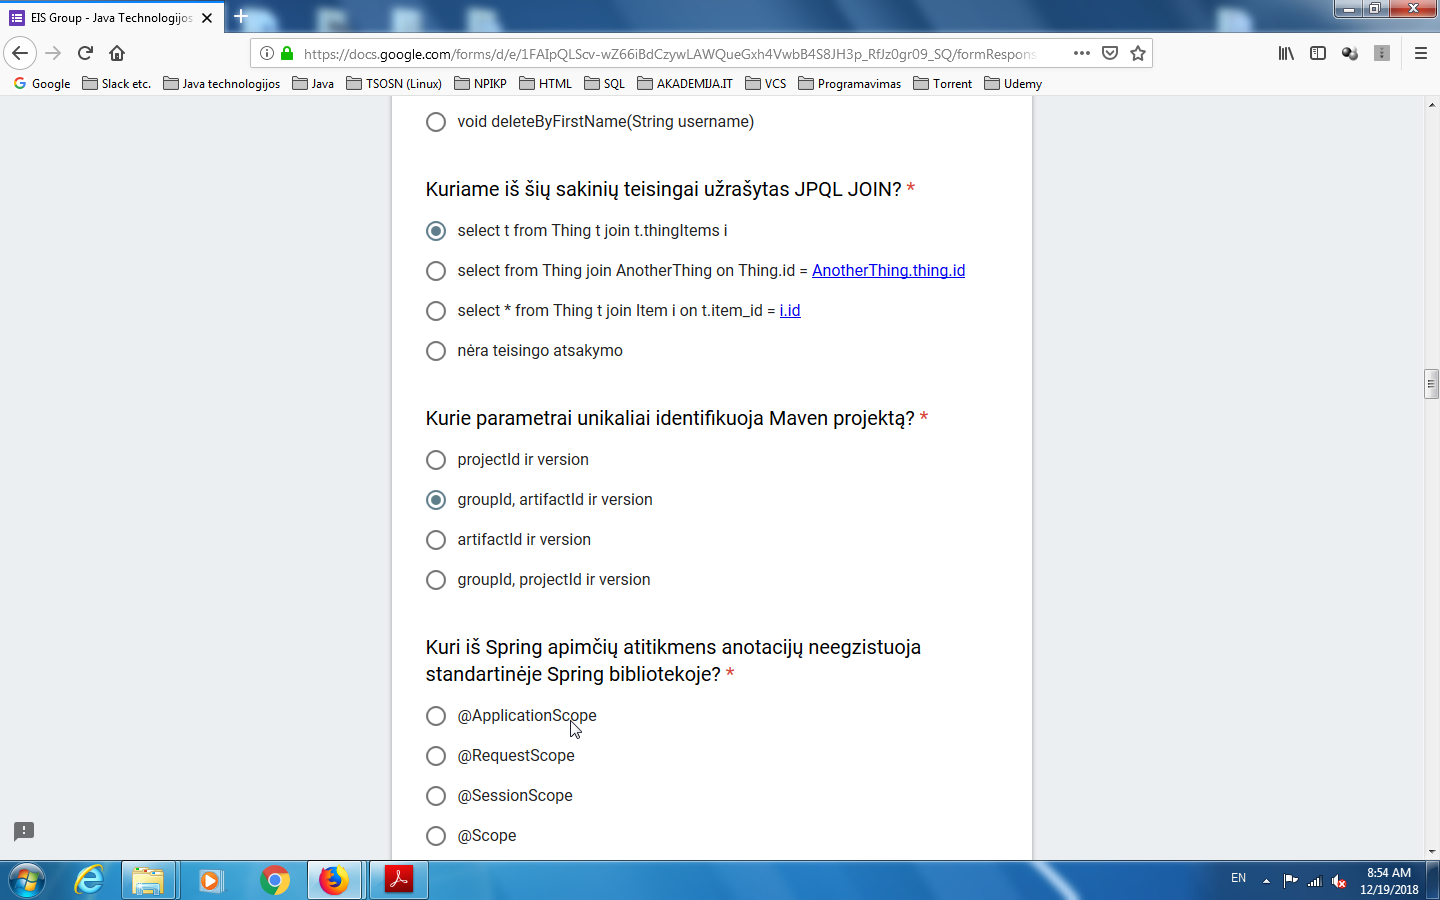 EIS Group - Java Technologijos
https://docs.google.com/forms/d/e/1FAIpQLScv-wZ66iBdCzywLAWQueGxh4VwbB4S8JH3p_RfJz0gr09_SQ/formRespons
Google Slack etc. Java technologijos Java TSOSN (Linux) NPIKP HTML SQL AKADEMIJA.IT VCS Programavimas Torrent Udemy
void deleteByFirstName(String username)
Kuriame iš šių sakinių teisingai užrašytas JPQL JOIN? *
select t from Thing t join t.thingItems i
select from Thing join AnotherThing on Thing.id = AnotherThing.thing.id
select * from Thing t join Item i on t.item_id = i.id
nėra teisingo atsakymo
Kurie parametrai unikaliai identifikuoja Maven projektą? *
projectId ir version
groupId, artifactId ir version
artifactId ir version
groupId, projectId ir version
Kuri iš Spring apimčių atitikmens anotacijų neegzistuoja
standartinėje Spring bibliotekoje? *
@ApplicationScope
@RequestScope
@SessionScope
@Scope
EN
8:54 AM
12/19/2018